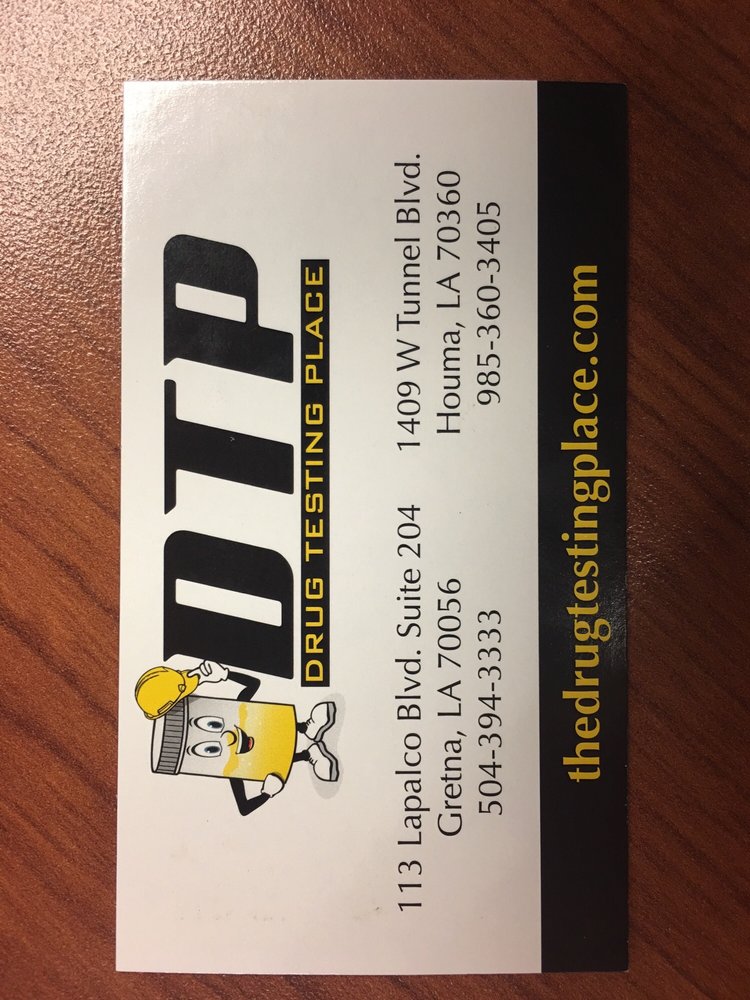 DTP
DRUG TESTING PLACE
113 Lapalco Blvd. Suite 204
Gretna, LA 70056
504-394-3333
1409 W Tunnel Blvd.
Houma, LA 70360
985-360-3405
thedrugtestingplace.com